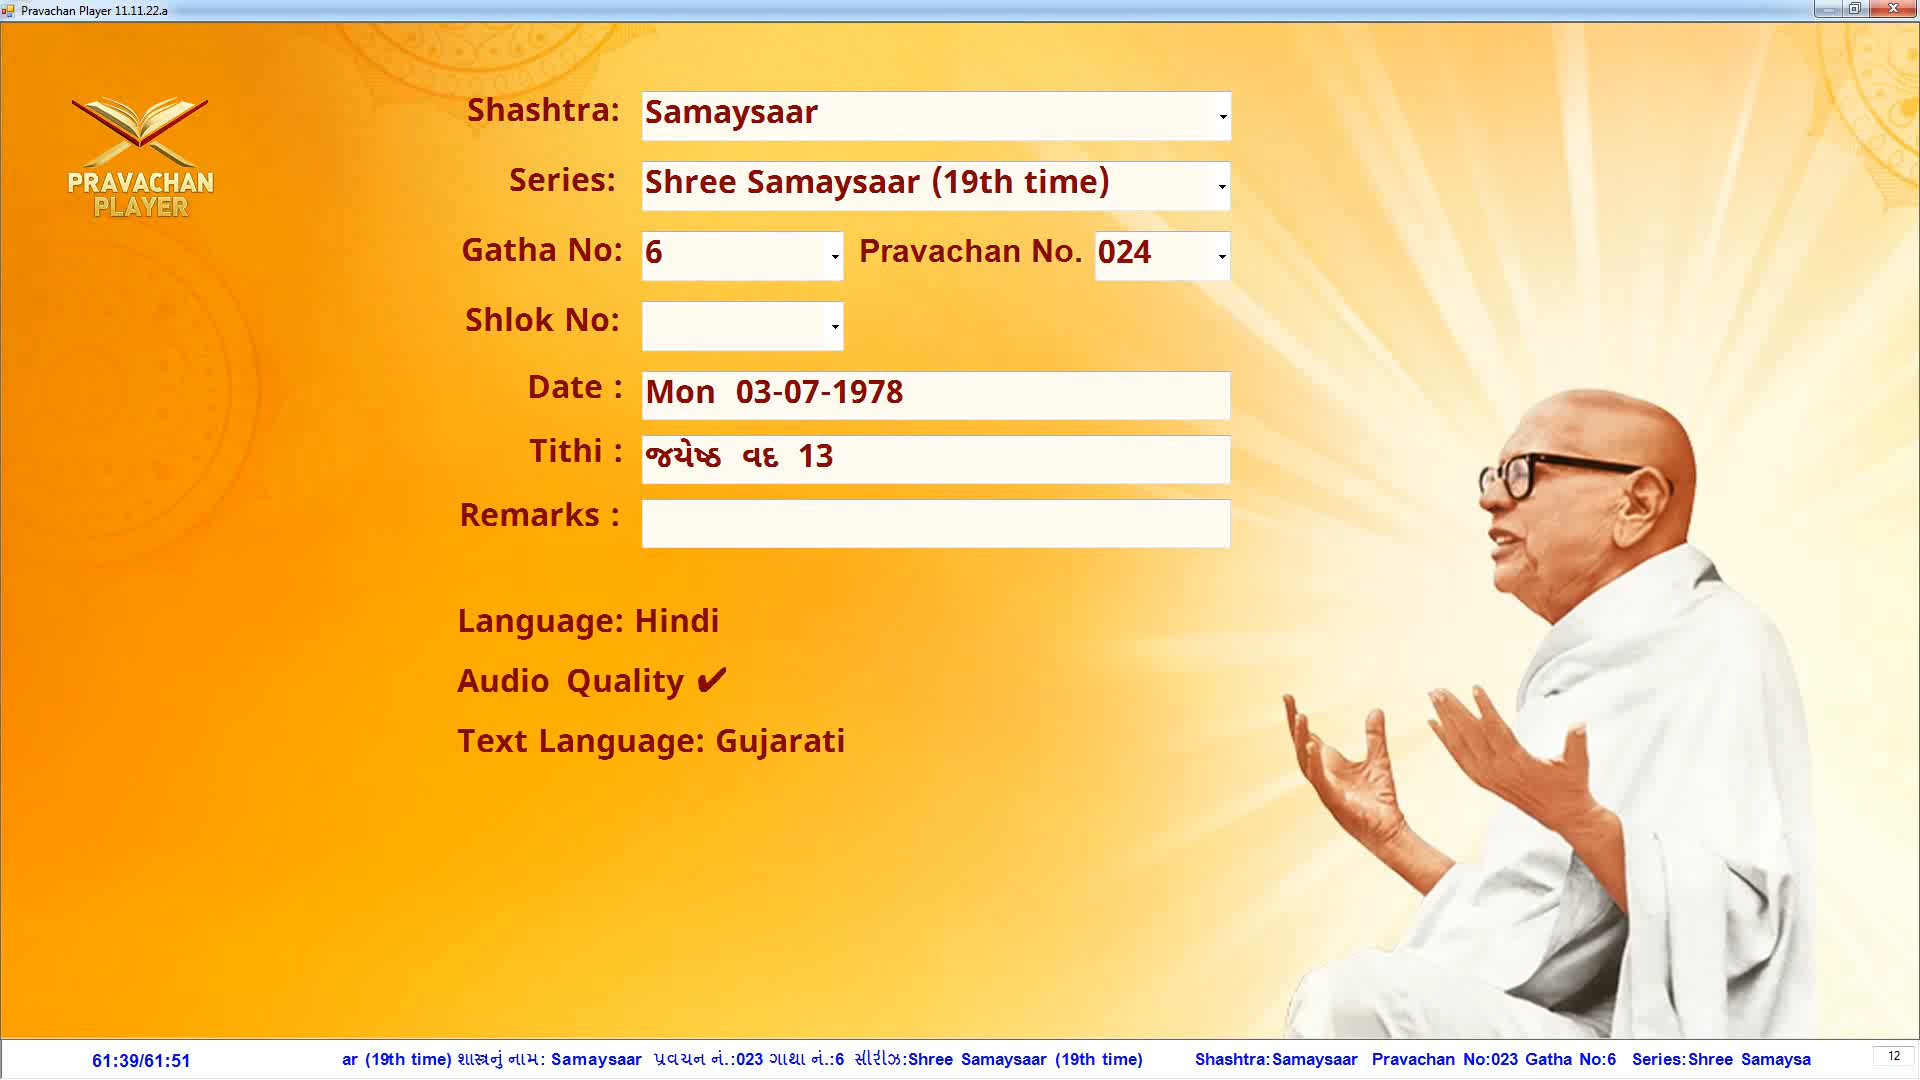 Pravachan Player 11.11.22.a
PRAVACHAN
PLAYER
Shashtra: Samaysaar
Series: Shree Samaysaar (19th time)
Gatha No: 6 Pravachan No. 024
Shlok No:
Date : Mon 03-07-1978
Tithi : જયેષ્ઠ વદ 13
Remarks :
Language: Hindi
Audio Quality ✔
Text Language: Gujarati
61:39/61:51 ar (19th time) શાસ્ત્રનું નામ: Samaysaar પ્રવચન નં.:023 ગાથા નં.:6 સીરીઝ:Shree Samaysaar (19th time) Shashtra:Samaysaar Pravachan No:023 Gatha No:6 Series:Shree Samaysa 12